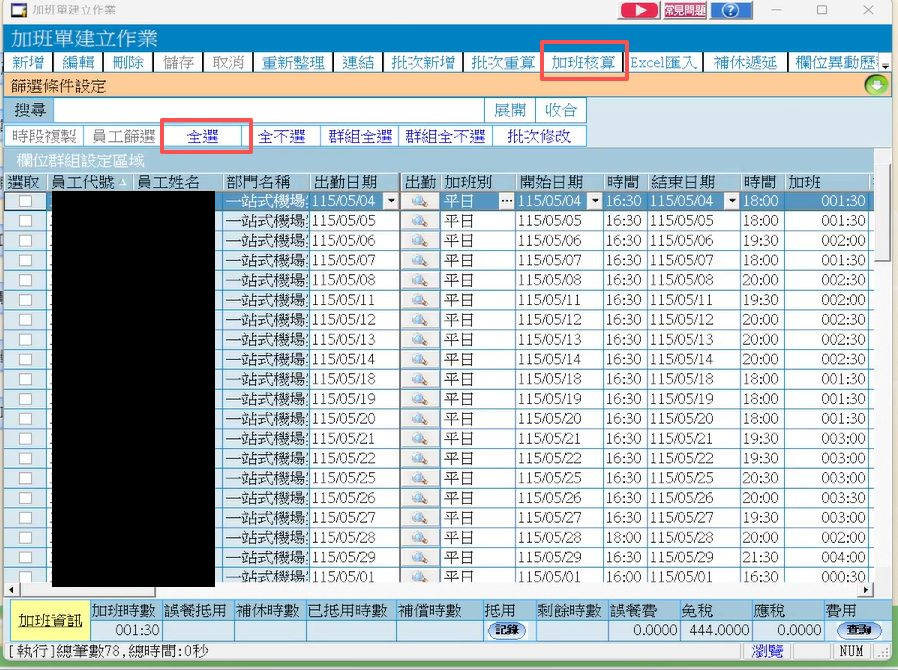 加班單建立作業 常見問題 ?
加班單建立作業
新增 編輯 刪除 儲存 取消 重新整理 連結 批次新增 批次重算 加班核算 Excel匯入 補休遞延 欄位異動歷
篩選條件設定
搜尋 展開 收合
時段複製 員工篩選 全選 全不選 群組全選 群組全不選 批次修改
欄位群組設定區域
選取 員工代號 員工姓名 部門名稱 出勤日期 出勤 加班別 開始日期 時間 結束日期 時間 加班
一站式機場 115/05/04 平日 ... 115/05/04 16:30 115/05/04 18:00 001:30
一站式機場 115/05/05 平日 115/05/05 16:30 115/05/05 18:00 001:30
一站式機場 115/05/06 平日 115/05/06 16:30 115/05/06 19:30 002:00
一站式機場 115/05/07 平日 115/05/07 16:30 115/05/07 18:00 001:30
一站式機場 115/05/08 平日 115/05/08 16:30 115/05/08 20:00 002:30
一站式機場 115/05/11 平日 115/05/11 16:30 115/05/11 19:30 002:00
一站式機場 115/05/12 平日 115/05/12 16:30 115/05/12 20:00 002:30
一站式機場 115/05/13 平日 115/05/13 16:30 115/05/13 20:00 002:30
一站式機場 115/05/14 平日 115/05/14 16:30 115/05/14 20:00 002:30
一站式機場 115/05/18 平日 115/05/18 16:30 115/05/18 18:00 001:30
一站式機場 115/05/19 平日 115/05/19 16:30 115/05/19 18:00 001:30
一站式機場 115/05/20 平日 115/05/20 16:30 115/05/20 18:00 001:30
一站式機場 115/05/21 平日 115/05/21 16:30 115/05/21 19:30 003:00
一站式機場 115/05/22 平日 115/05/22 16:30 115/05/22 19:30 003:00
一站式機場 115/05/25 平日 115/05/25 16:30 115/05/25 20:30 003:00
一站式機場 115/05/26 平日 115/05/26 16:30 115/05/26 20:00 003:00
一站式機場 115/05/27 平日 115/05/27 16:30 115/05/27 19:30 003:00
一站式機場 115/05/28 平日 115/05/28 18:00 115/05/28 20:00 002:00
一站式機場 115/05/29 平日 115/05/29 16:30 115/05/29 21:30 004:00
一站式機場 115/05/01 平日 115/05/01 16:00 115/05/01 16:30 000:30
加班資訊 加班時數 誤餐抵用 補休時數 已抵用時數 補償時數 抵用 剩餘時數 誤餐費 免稅 應稅 費用
001:30 記錄 0.0000 444.0000 0.0000 查詢
[執行]總筆數78,總時間:0秒 瀏覽 NUM